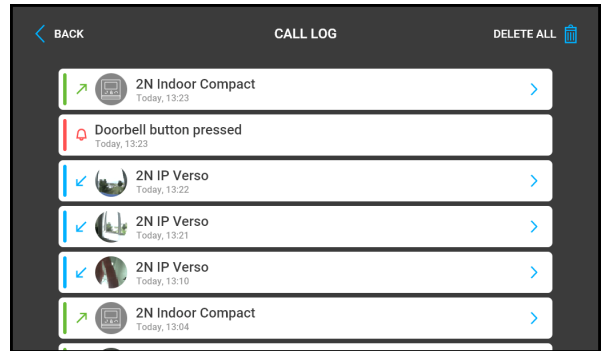 BACK
CALL LOG
DELETE ALL
2N Indoor Compact
Today, 13:23
Doorbell button pressed
Today, 13:23
2N IP Verso
Today, 13:22
2N IP Verso
Today, 13:21
2N IP Verso
Today, 13:10
2N Indoor Compact
Today, 13:04